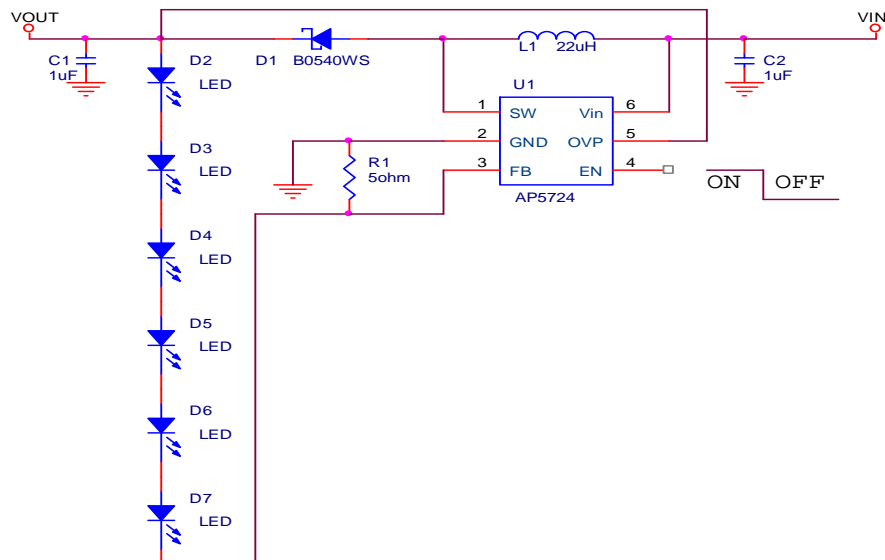 VOUT
VIN
C1
1uF
D2
LED
D1
B0540WS
L1
22uH
C2
1uF
U1
1
SW
Vin
6
2
GND
OVP
5
3
FB
EN
4
AP5724
R1
5ohm
ON
OFF
D3
LED
D4
LED
D5
LED
D6
LED
D7
LED